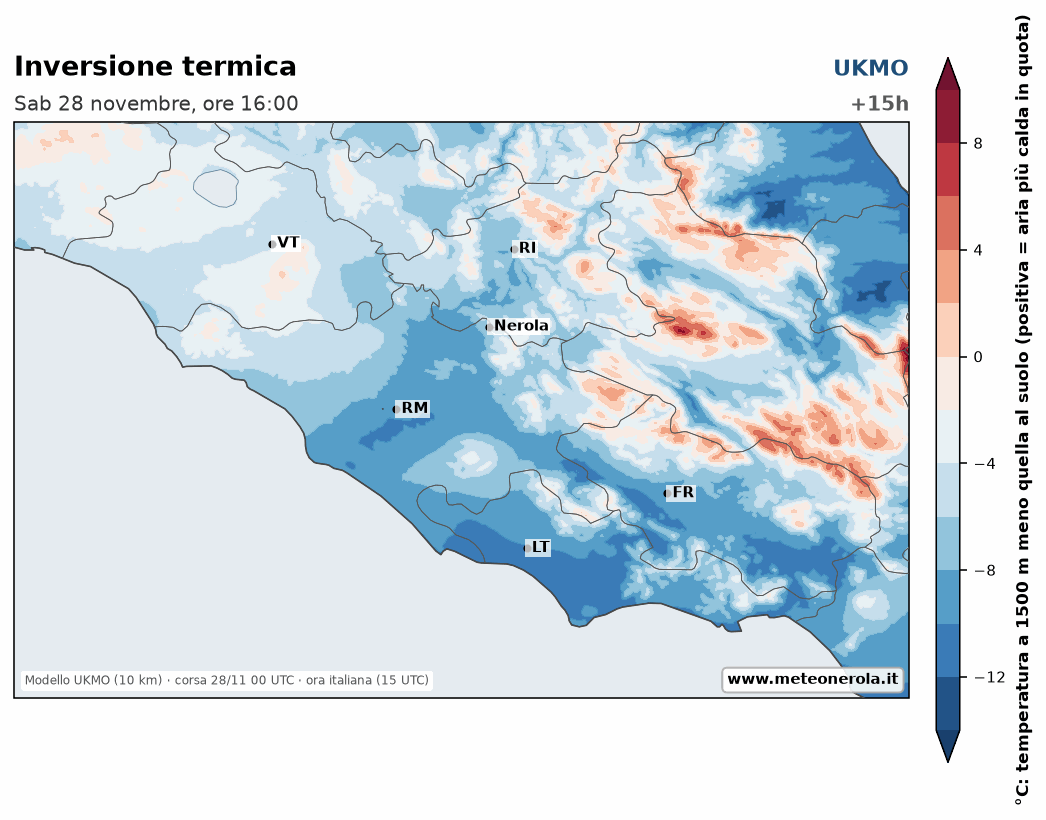 Inversione termica
UKMO
Sab 28 novembre, ore 16:00
+15h
VT
RI
Nerola
RM
FR
LT
Modello UKMO (10 km) · corsa 28/11 00 UTC · ora italiana (15 UTC)
www.meteonerola.it
8
4
0
−4
−8
−12
°C: temperatura a 1500 m meno quella al suolo (positiva = aria più calda in quota)